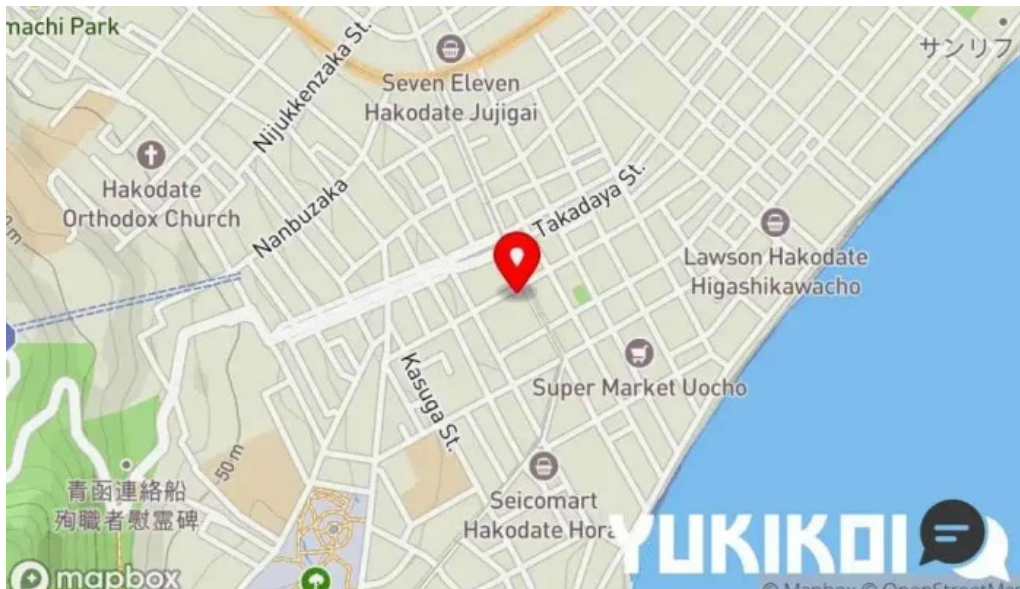 machi Park
サンリフ
Seven Eleven
Hakodate Jujigai
Nijukkenzaka St.
Hakodate
Orthodox Church
Nanbuzaka
Takadaya St.
Lawson Hakodate
Higashikawacho
Kasuga St.
Super Market Uocho
50 m
青函連絡船
殉職者慰霊碑
Seicomart
Hakodate Hora
YUKIKOI
mapbox
© Mapbox © OpenStreetMap